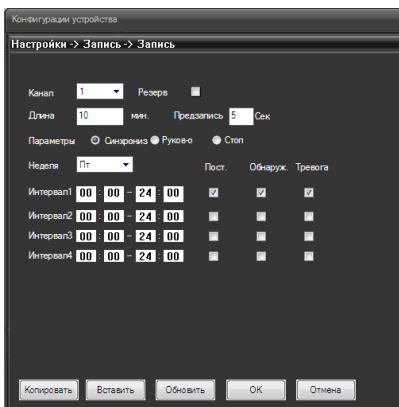 Конфигурации устройства
Настройки -> Запись -> Запись
Канал 1 Резерв
Длина 10 мин. Предзапись 5 Сек
Параметры Синхрониз Руков-о Стоп
Неделя Пт Пост. Обнаруж. Тревога
Интервал1 00 : 00 - 24 : 00
Интервал2 00 : 00 - 24 : 00
Интервал3 00 : 00 - 24 : 00
Интервал4 00 : 00 - 24 : 00
Копировать Вставить Обновить OK Отмена